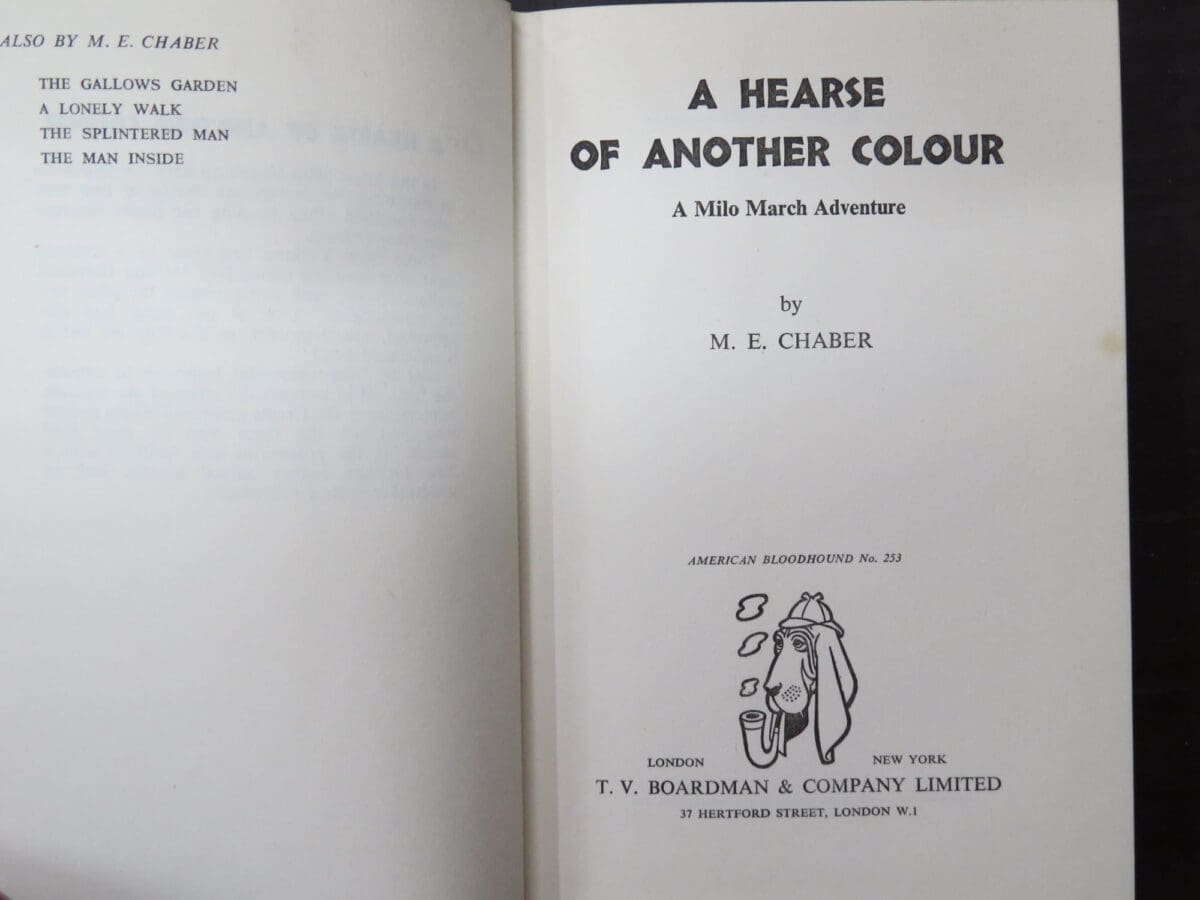 ALSO BY M. E. CHABER
THE GALLOWS GARDEN
A LONELY WALK
THE SPLINTERED MAN
THE MAN INSIDE
A HEARSE
OF ANOTHER COLOUR
A Milo March Adventure
by
M. E. CHABER
AMERICAN BLOODHOUND No. 253
LONDON NEW YORK
T. V. BOARDMAN & COMPANY LIMITED
37 HERTFORD STREET, LONDON W.1